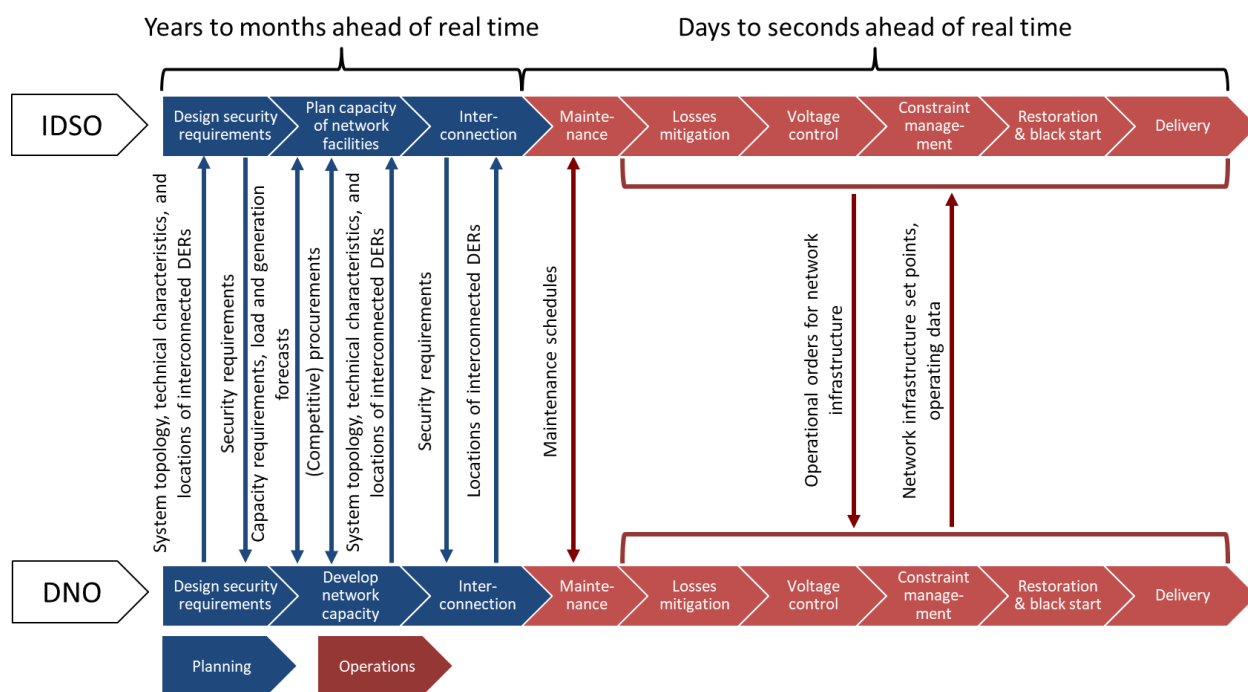 Years to months ahead of real time
Days to seconds ahead of real time
IDSO
Design security
requirements
Plan capacity
of network
facilities
Inter-
connection
Mainte-
nance
Losses
mitigation
Voltage
control
Constraint
manage-
ment
Restoration
& black start
Delivery
System topology, technical characteristics, and
locations of interconnected DERs
Security requirements
Capacity requirements, load and generation
forecasts
(Competitive) procurements
System topology, technical characteristics, and
locations of interconnected DERs
Security requirements
Locations of interconnected DERs
Maintenance schedules
Operational orders for network
infrastructure
Network infrastructure set points,
operating data
DNO
Design security
requirements
Develop
network
capacity
Inter-
connection
Mainte-
nance
Losses
mitigation
Voltage
control
Constraint
manage-
ment
Restoration
& black start
Delivery
Planning
Operations